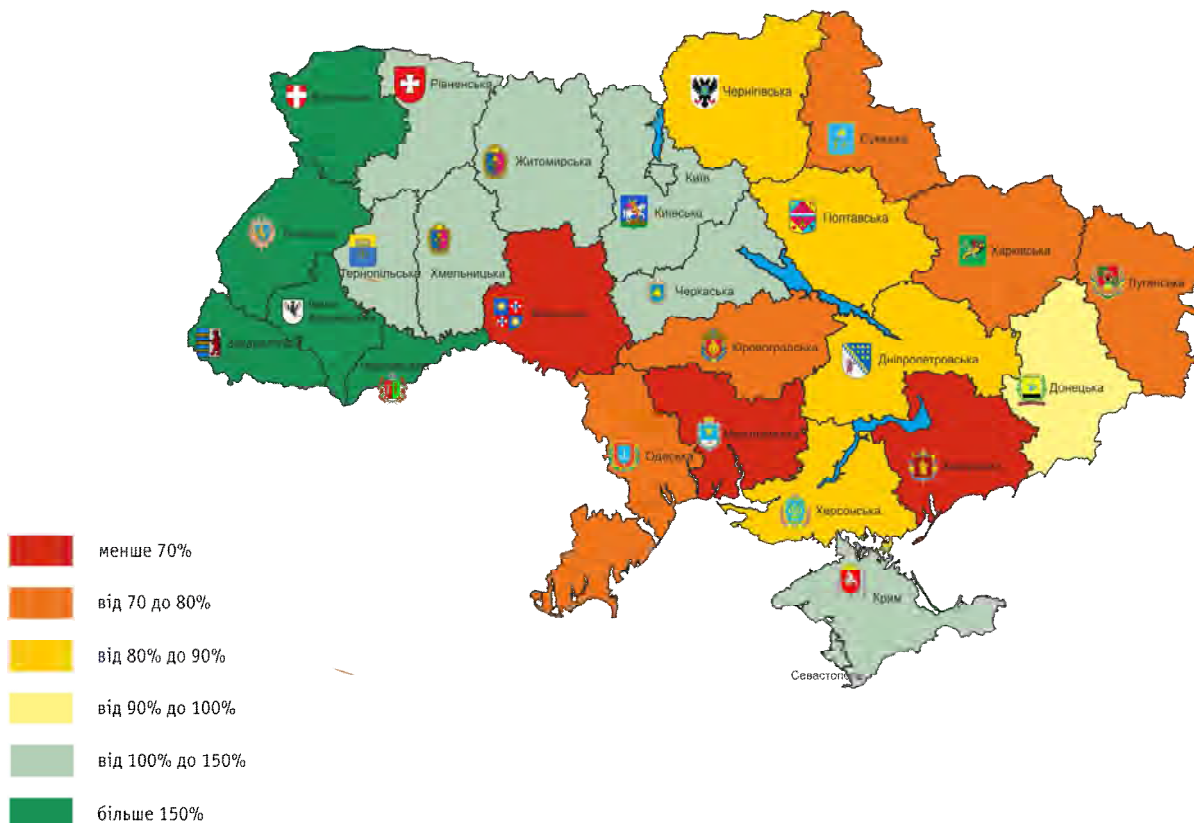 Рівненська
Чернігівська
Сумська
Житомирська
Київ
Київська
Полтавська
Харківська
Луганська
Тернопільська
Хмельницька
Черкаська
Кіровоградська
Дніпропетровська
Донецька
Одеська
Херсонська
Крим
Севастополь
менше 70%
від 70 до 80%
від 80% до 90%
від 90% до 100%
від 100% до 150%
більше 150%